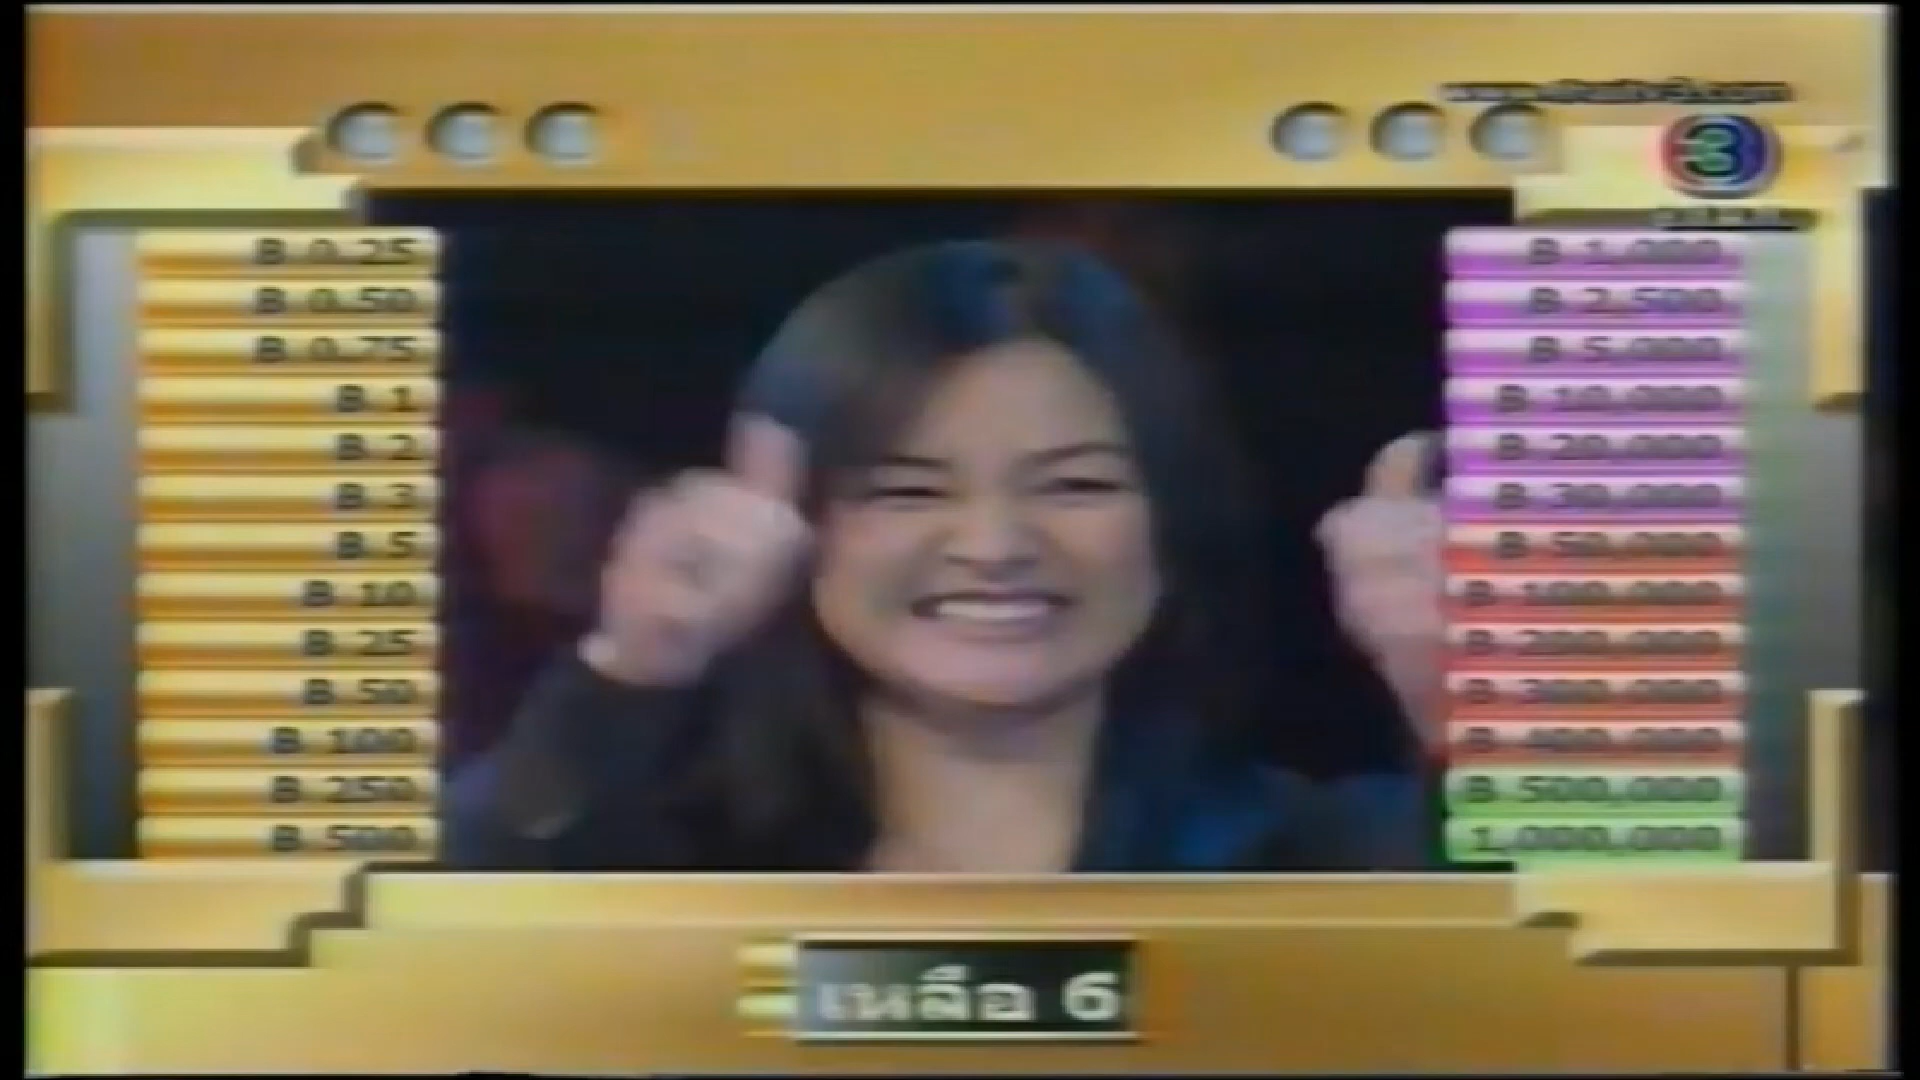 B 0.25
B 0.50
B 0.75
B 1
B 2
B 3
B 5
B 10
B 25
B 50
B 100
B 250
B 500
3
B 1,000
B 2,500
B 5,000
B 10,000
B 20,000
B 30,000
B 50,000
B 100,000
B 200,000
B 300,000
B 400,000
B 500,000
1,000,000
เหลือ 6